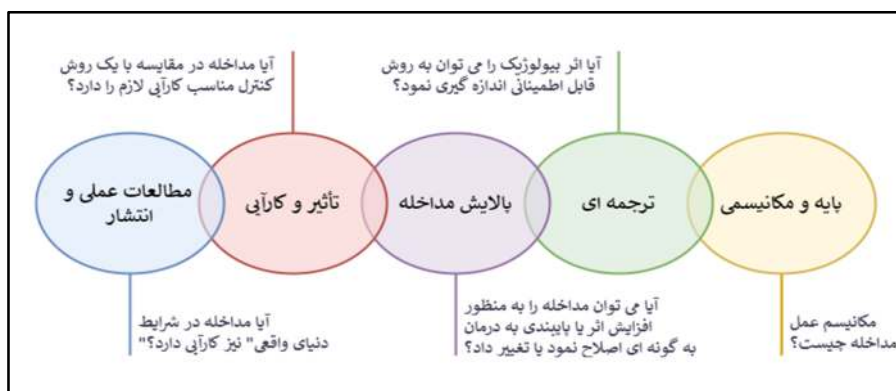 آیا مداخله در مقایسه با یک روش
کنترل مناسب کارآیی لازم را دارد؟
آیا اثر بیولوژیک را می توان به روش
قابل اطمینانی اندازه گیری نمود؟
پایه و مکانیسمی
ترجمه ای
پالایش مداخله
تأثیر و کارآیی
مطالعات عملی و
انتشار
مکانیسم عمل
مداخله چیست؟
آیا می توان مداخله را به منظور
افزایش اثر یا پایبندی به درمان
به گونه ای اصلاح نمود یا تغییر داد؟
آیا مداخله در شرایط
دنیای واقعی" نیز کارآیی دارد؟"